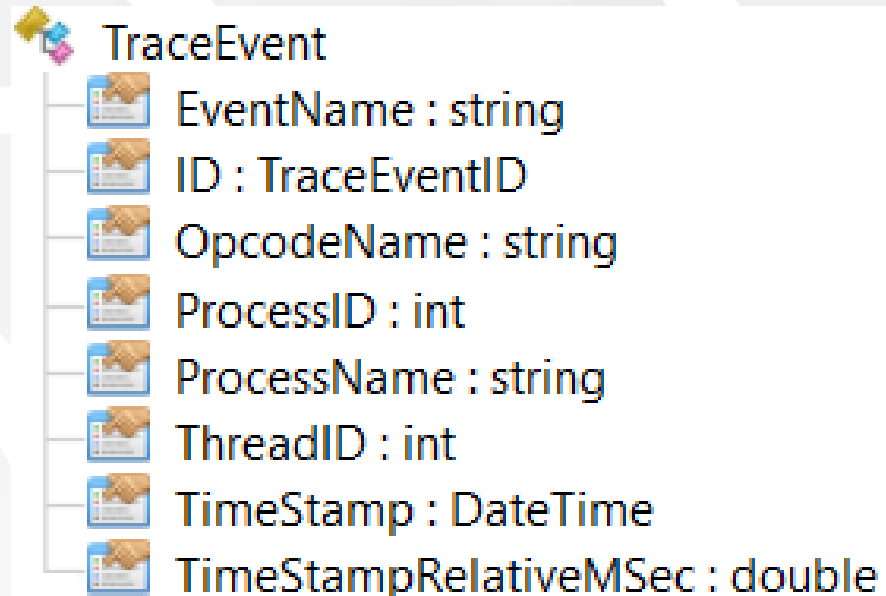 TraceEvent
EventName : string
ID : TraceEventID
OpcodeName : string
ProcessID : int
ProcessName : string
ThreadID : int
TimeStamp : DateTime
TimeStampRelativeMSec : double